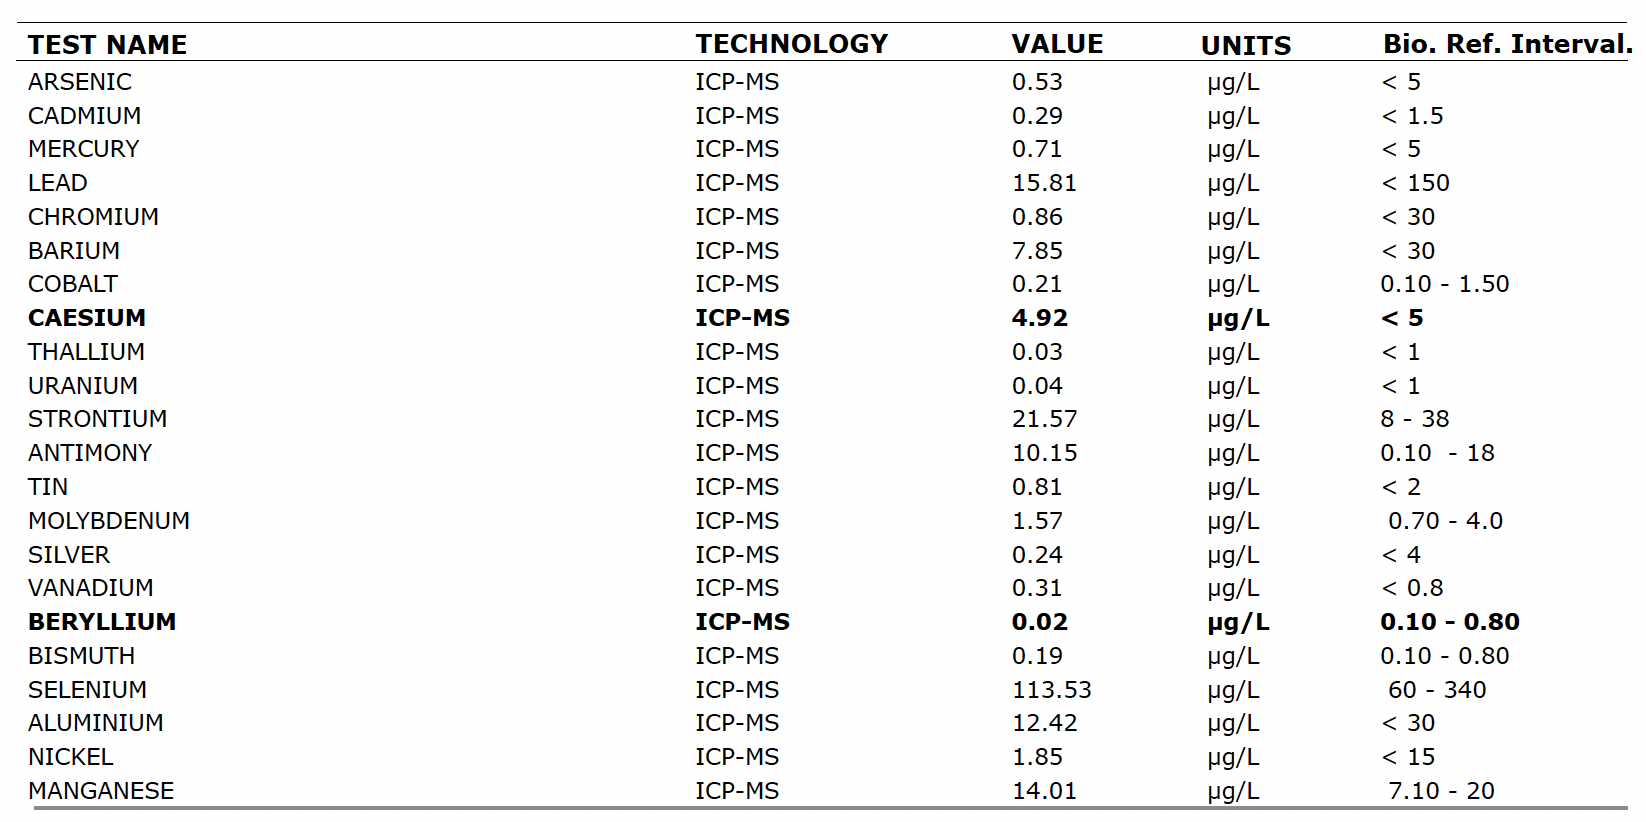 TEST NAME TECHNOLOGY VALUE UNITS Bio. Ref. Interval.
ARSENIC ICP-MS 0.53 µg/L < 5
CADMIUM ICP-MS 0.29 µg/L < 1.5
MERCURY ICP-MS 0.71 µg/L < 5
LEAD ICP-MS 15.81 µg/L < 150
CHROMIUM ICP-MS 0.86 µg/L < 30
BARIUM ICP-MS 7.85 µg/L < 30
COBALT ICP-MS 0.21 µg/L 0.10 - 1.50
CAESIUM ICP-MS 4.92 µg/L < 5
THALLIUM ICP-MS 0.03 µg/L < 1
URANIUM ICP-MS 0.04 µg/L < 1
STRONTIUM ICP-MS 21.57 µg/L 8 - 38
ANTIMONY ICP-MS 10.15 µg/L 0.10 - 18
TIN ICP-MS 0.81 µg/L < 2
MOLYBDENUM ICP-MS 1.57 µg/L 0.70 - 4.0
SILVER ICP-MS 0.24 µg/L < 4
VANADIUM ICP-MS 0.31 µg/L < 0.8
BERYLLIUM ICP-MS 0.02 µg/L 0.10 - 0.80
BISMUTH ICP-MS 0.19 µg/L 0.10 - 0.80
SELENIUM ICP-MS 113.53 µg/L 60 - 340
ALUMINIUM ICP-MS 12.42 µg/L < 30
NICKEL ICP-MS 1.85 µg/L < 15
MANGANESE ICP-MS 14.01 µg/L 7.10 - 20